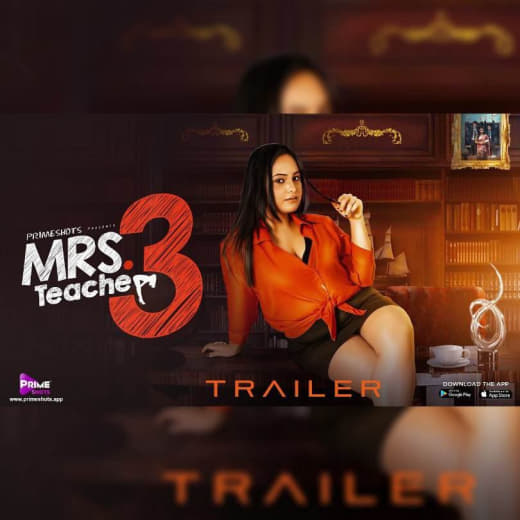 PRIMESHOTS PRESENTS
MRS. 3
Teacher
TRAILER
PRIME
SHOTS
www.primeshots.app
DOWNLOAD THE APP
Google Play
App Store
TRAILER